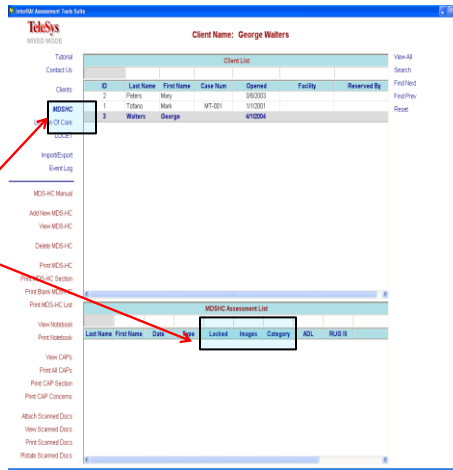 InterRAI Assessment Tools Suite
TeleSys
MIXED-MODE
Client Name: George Walters
Tutorial
Contact Us
Clients
MDSHC
Of Care
Import/Export
Event Log
MDS-HC Manual
Add New MDS-HC
View MDS-HC
Delete MDS-HC
Print MDS-HC
Print MDS-HC Section
Print Blank MDS-HC
Print MDS-HC List
View Notebook
Print Notebook
View CAPs
Print All CAPs
Print CAP Section
Print CAP Concerns
Attach Scanned Docs
View Scanned Docs
Print Scanned Docs
Rotate Scanned Docs
Client List
ID Last Name First Name Case Num Opened Facility Reserved By
2 Peters Mary 3/8/2003
1 Tofano Mark MT-001 1/1/2001
3 Walters George 4/1/2004
MDSHC Assessment List
Last Name First Name Date Type Locked Images Category ADL RUG III
View All
Search
Find Next
Find Prev
Reset